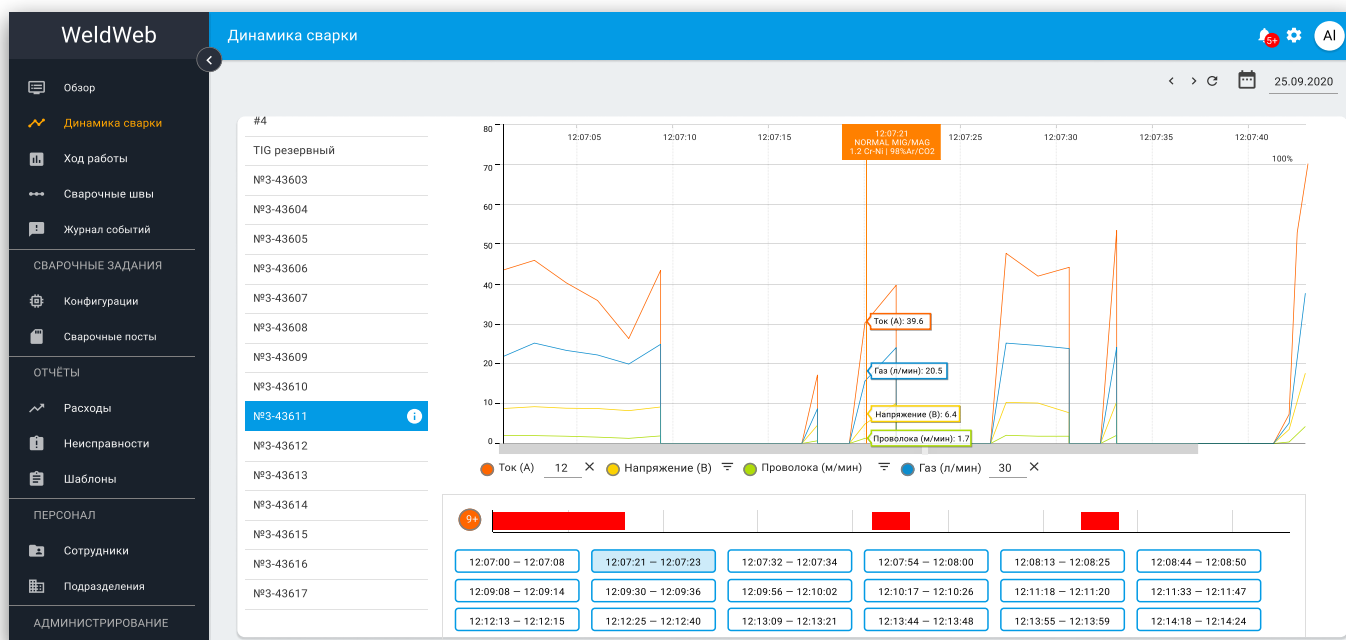 WeldWeb
Динамика сварки
5+
AI
Обзор
Динамика сварки
Ход работы
Сварочные швы
Журнал событий
СВАРОЧНЫЕ ЗАДАНИЯ
Конфигурации
Сварочные посты
ОТЧЁТЫ
Расходы
Неисправности
Шаблоны
ПЕРСОНАЛ
Сотрудники
Подразделения
АДМИНИСТРИРОВАНИЕ
25.09.2020
#4
TIG резервный
№3-43603
№3-43604
№3-43605
№3-43606
№3-43607
№3-43608
№3-43609
№3-43610
№3-43611
№3-43612
№3-43613
№3-43614
№3-43615
№3-43616
№3-43617
80
70
60
50
40
30
20
10
0
12:07:05 12:07:10 12:07:15 12:07:25 12:07:30 12:07:35 12:07:40
12:07:21
NORMAL MIG/MAG
1.2 Cr-Ni | 98%Ar/CO2
100%
Ток (А): 39.6
Газ (л/мин): 20.5
Напряжение (В): 6.4
Проволока (м/мин): 1.7
Ток (А) 12 Напряжение (В) Проволока (м/мин) Газ (л/мин) 30
9+
12:07:00 — 12:07:08 12:07:21 — 12:07:23 12:07:32 — 12:07:34 12:07:54 — 12:08:00 12:08:13 — 12:08:25 12:08:44 — 12:08:50
12:09:08 — 12:09:14 12:09:30 — 12:09:36 12:09:56 — 12:10:02 12:10:17 — 12:10:26 12:11:18 — 12:11:20 12:11:33 — 12:11:47
12:12:13 — 12:12:15 12:12:25 — 12:12:40 12:13:09 — 12:13:21 12:13:44 — 12:13:48 12:13:55 — 12:13:59 12:14:18 — 12:14:24